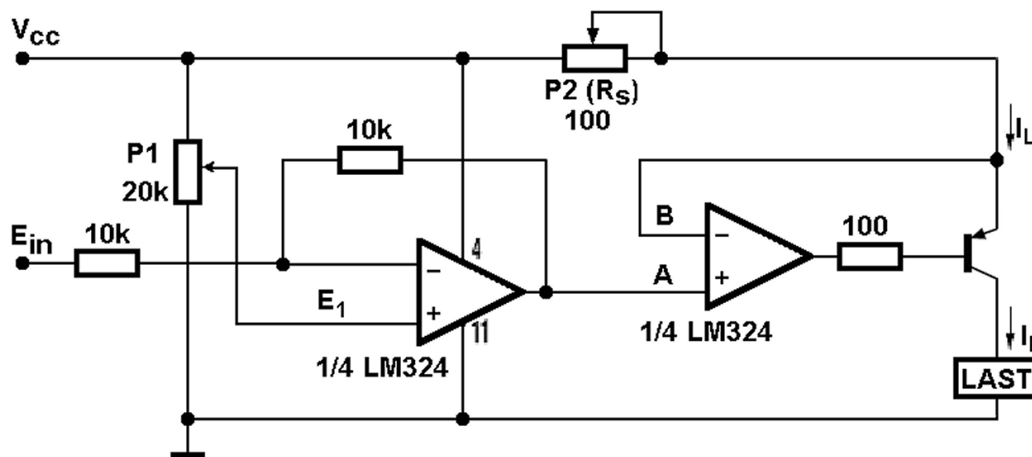 Vcc
P2 (Rs)
100
10k
P1
20k
IL
Ein
10k
B
100
4
−
+
E1
A
−
+
11
1/4 LM324
1/4 LM324
LAST